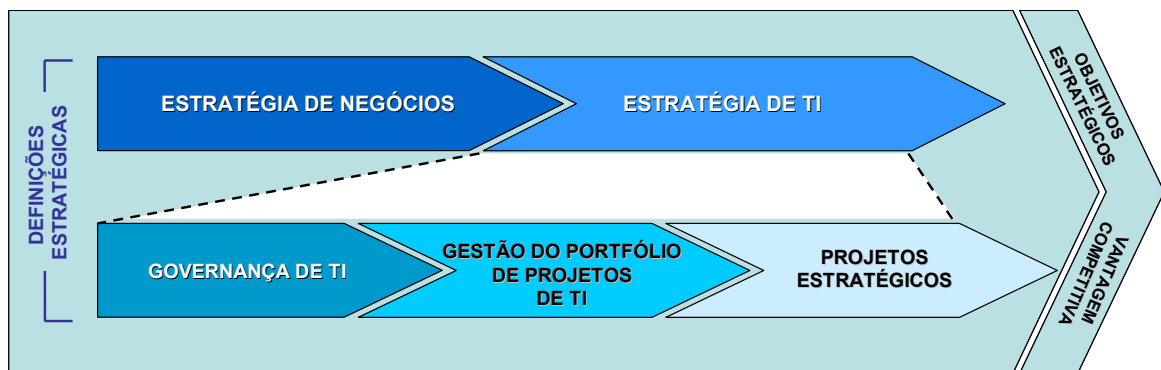 DEFINIÇÕES
ESTRATÉGICAS
ESTRATÉGIA DE NEGÓCIOS
ESTRATÉGIA DE TI
GOVERNANÇA DE TI
GESTÃO DO PORTFÓLIO
DE PROJETOS
DE TI
PROJETOS
ESTRATÉGICOS
OBJETIVOS
ESTRATÉGICOS
VANTAGEM
COMPETITIVA